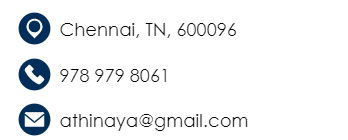 Chennai, TN, 600096
978 979 8061
athinaya@gmail.com